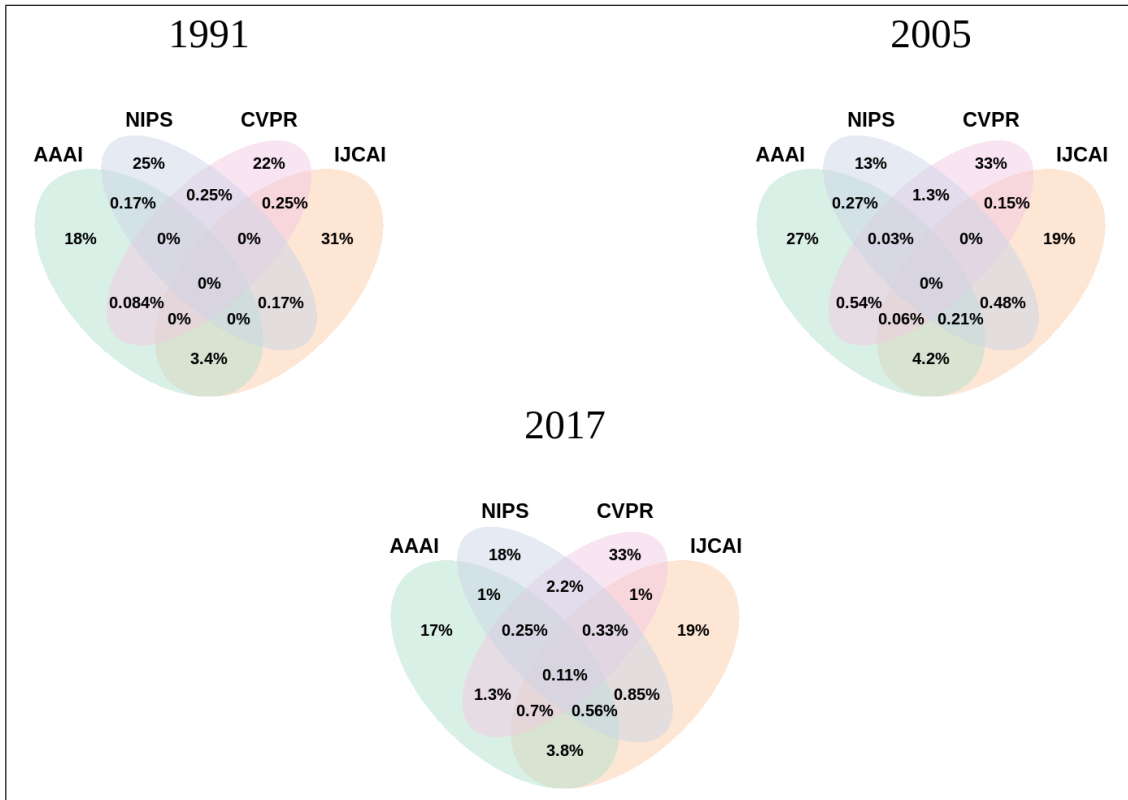 1991
NIPS CVPR
AAAI IJCAI
25% 22%
0.17% 0.25% 0.25%
18% 0% 0% 31%
0%
0.084% 0.17%
0% 0%
3.4%
2005
NIPS CVPR
AAAI IJCAI
13% 33%
0.27% 1.3% 0.15%
27% 0.03% 0% 19%
0%
0.54% 0.48%
0.06% 0.21%
4.2%
2017
NIPS CVPR
AAAI IJCAI
18% 33%
1% 2.2% 1%
17% 0.25% 0.33% 19%
0.11%
1.3% 0.85%
0.7% 0.56%
3.8%